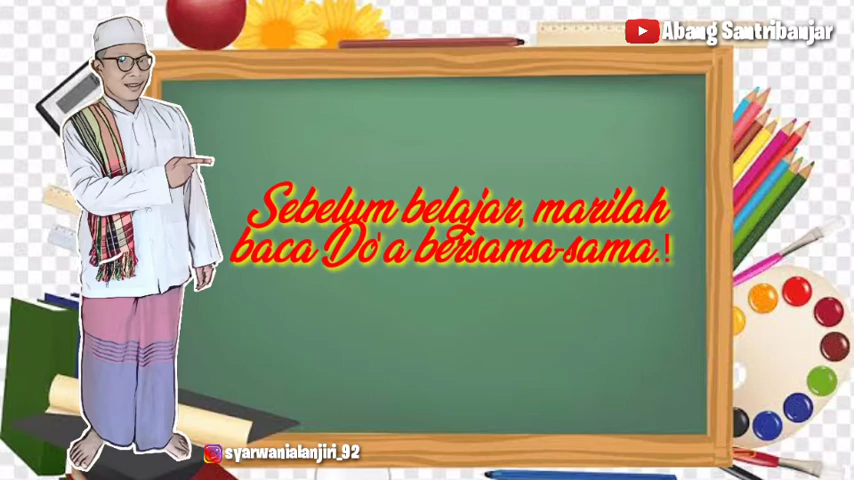 Abang Santribanjar
Sebelum belajar, marilah
baca Do'a bersama-sama.!
syarwanialanjiri_92